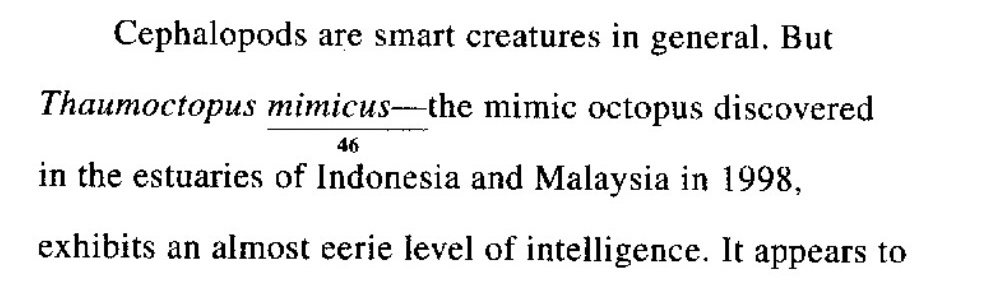 Cephalopods are smart creatures in general. But
Thaumoctopus mimicus—the mimic octopus discovered
46
in the estuaries of Indonesia and Malaysia in 1998,
exhibits an almost eerie level of intelligence. It appears to